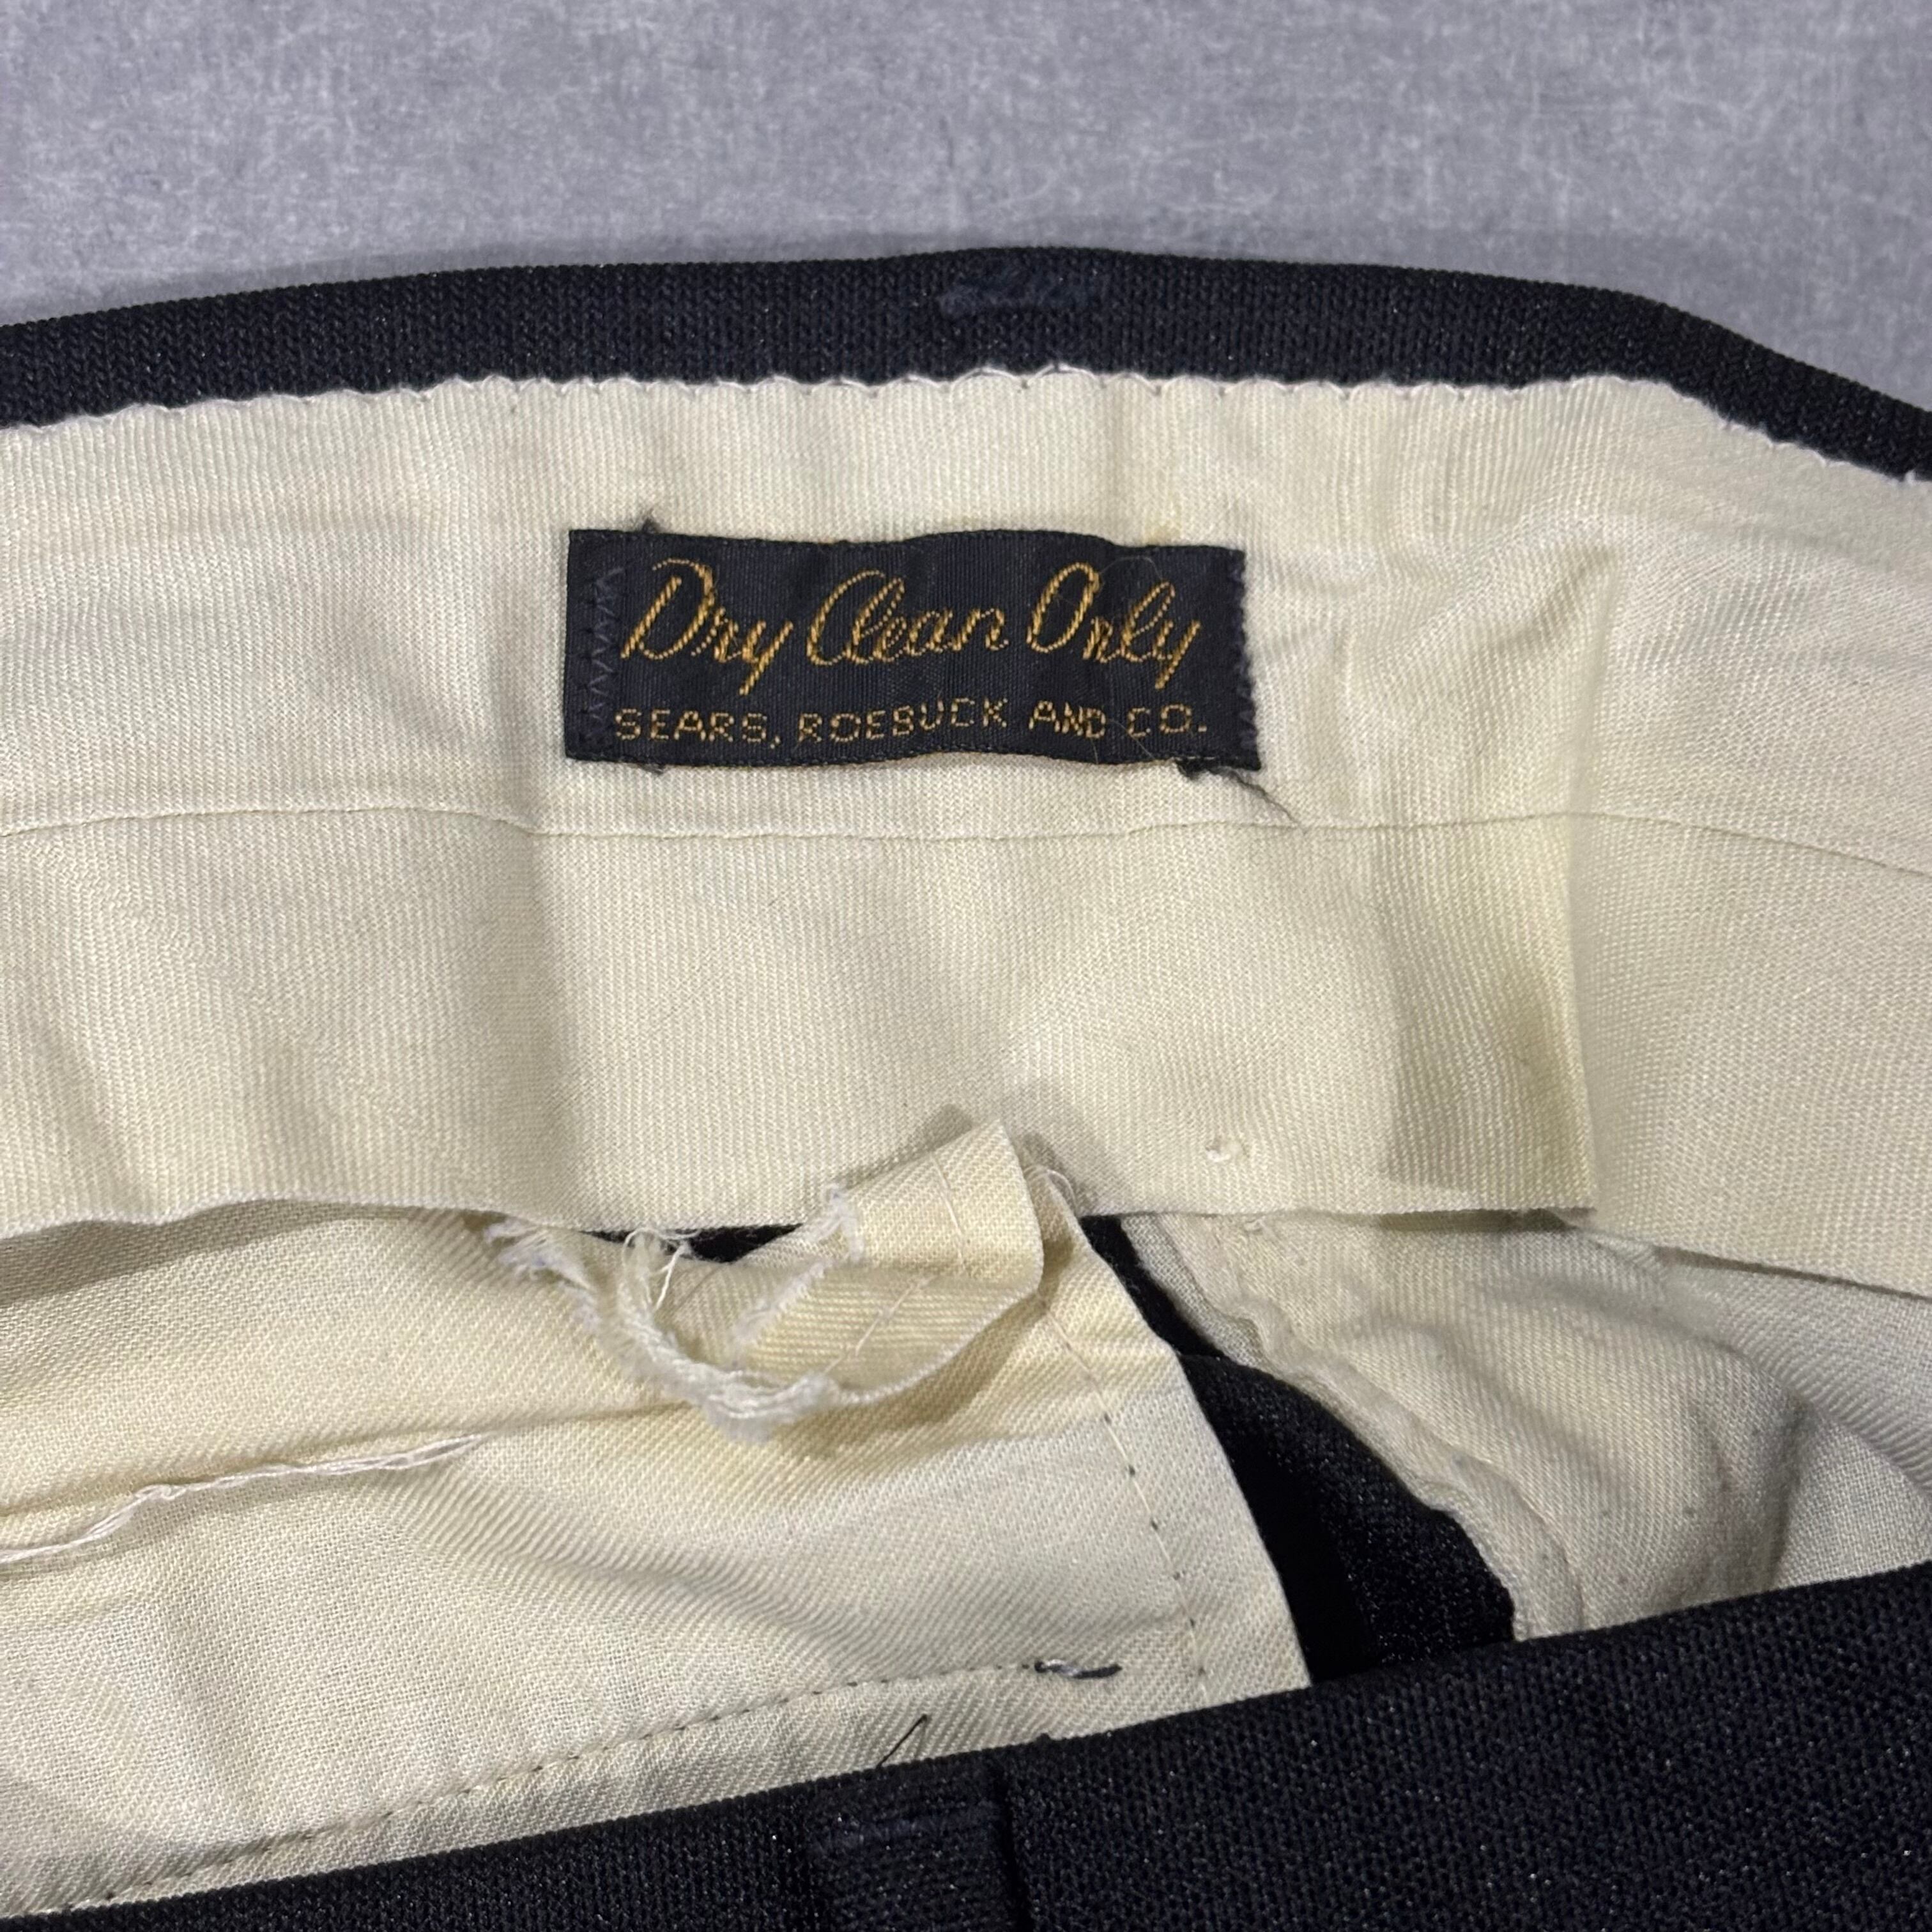 Dry Clean Only
SEARS, ROEBUCK AND CO.